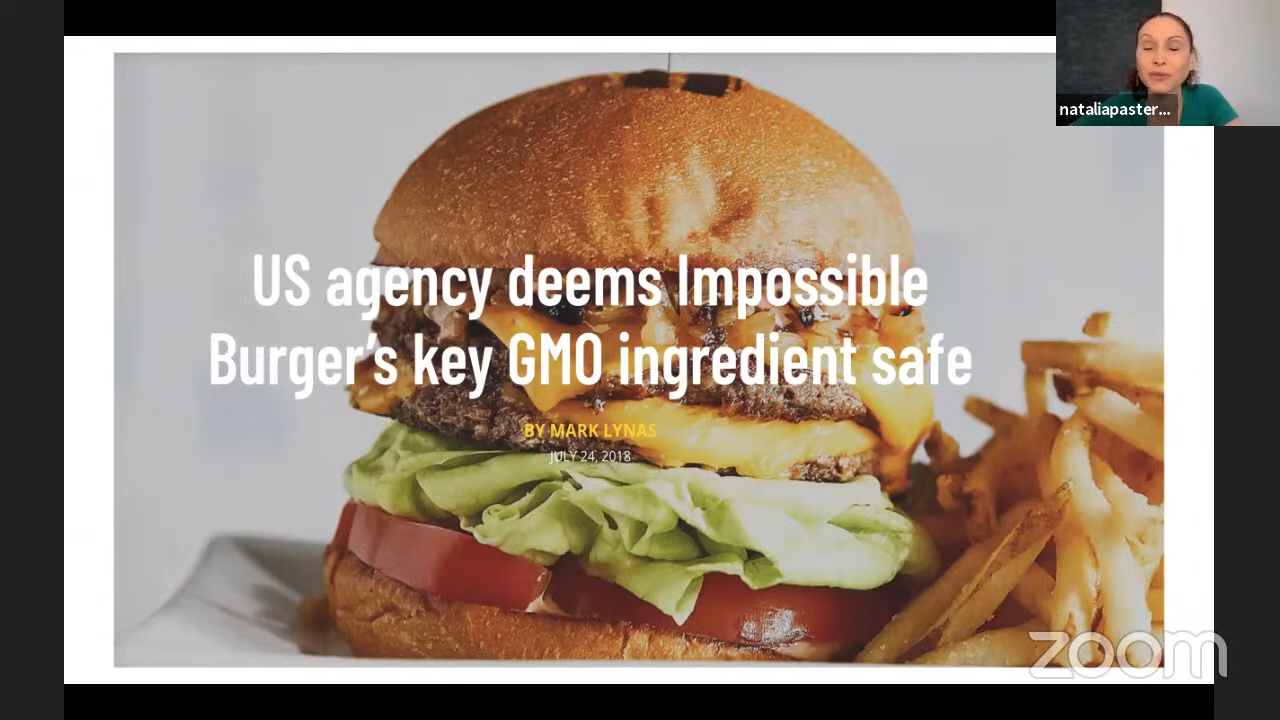 nataliapaster...
US agency deems Impossible
Burger’s key GMO ingredient safe
BY MARK LYNAS
JULY 24, 2018
zoom